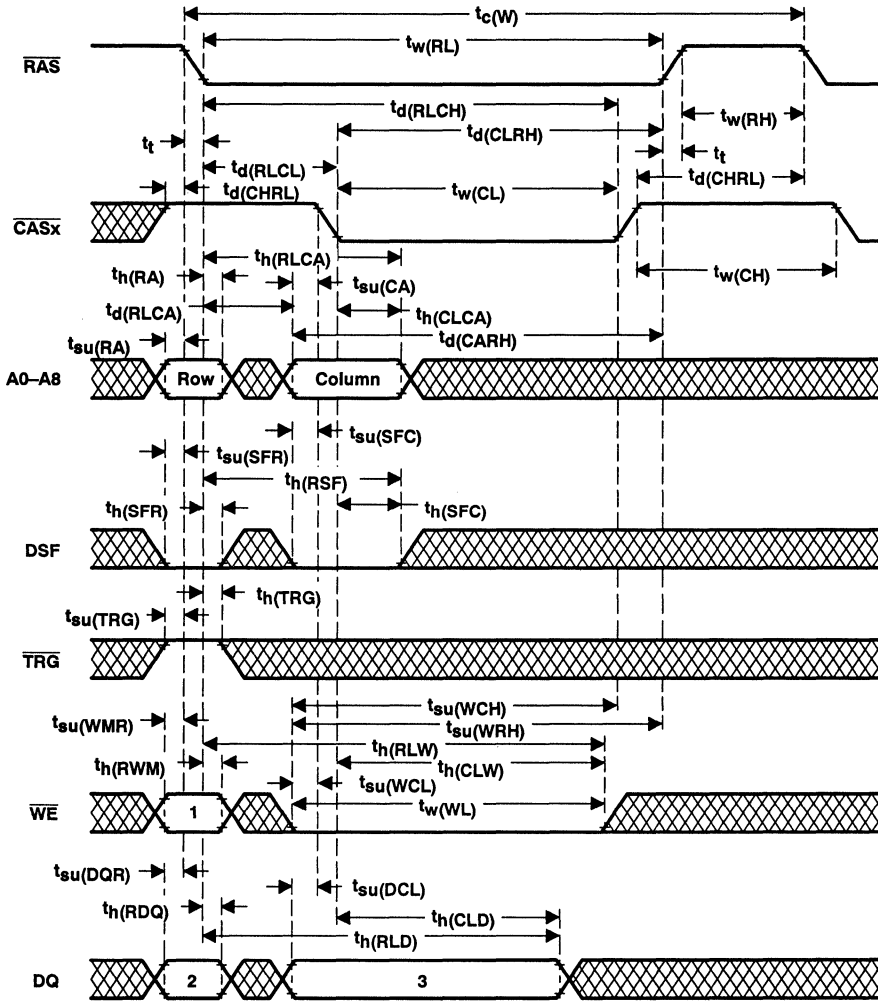 tc(W)
RAS
tw(RL)
td(RLCH)
tw(RH)
td(CLRH)
tt
tt
td(RLCL)
td(CHRL)
td(CHRL)
tw(CL)
CASx
th(RLCA)
th(RA)
tsu(CA)
tw(CH)
td(RLCA)
th(CLCA)
td(CARH)
tsu(RA)
A0–A8
Row
Column
tsu(SFC)
tsu(SFR)
th(RSF)
th(SFR)
th(SFC)
DSF
th(TRG)
tsu(TRG)
TRG
tsu(WCH)
tsu(WMR)
tsu(WRH)
th(RLW)
th(RWM)
th(CLW)
tsu(WCL)
tw(WL)
WE
1
tsu(DQR)
tsu(DCL)
th(RDQ)
th(CLD)
th(RLD)
DQ
2
3